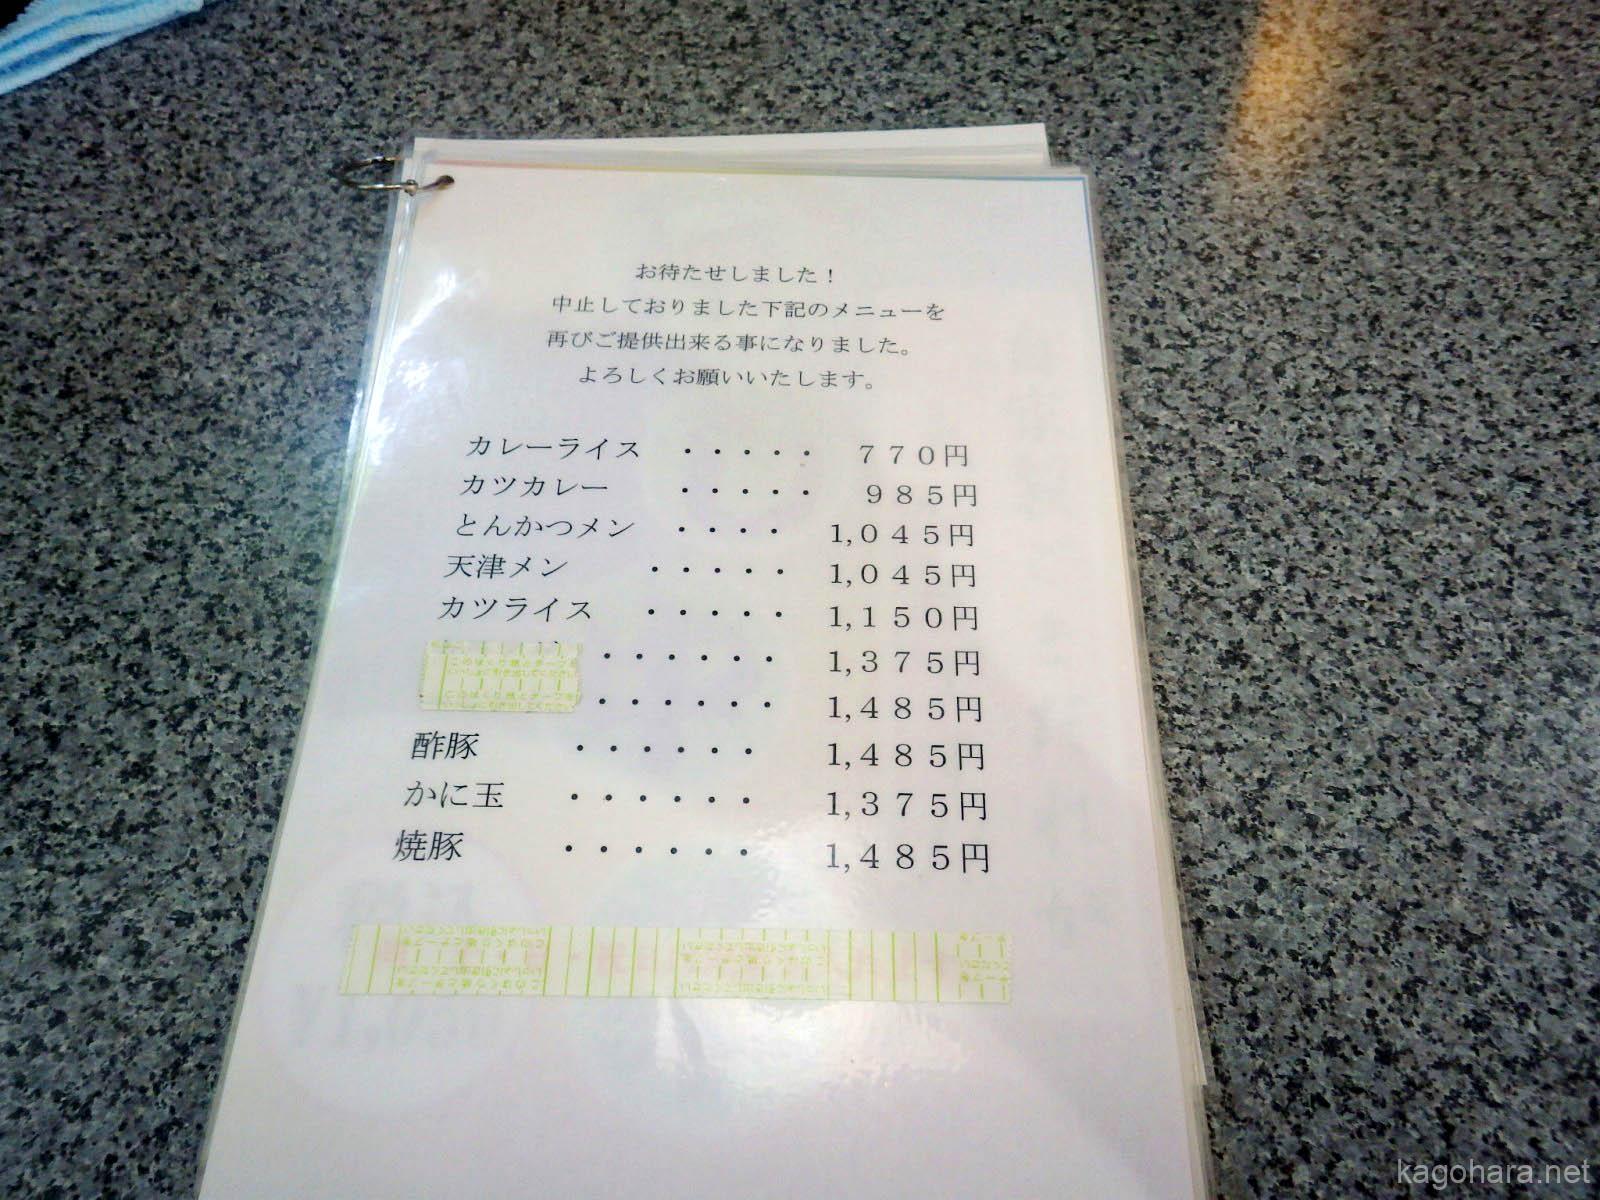 お待たせしました！
中止しておりました下記のメニューを
再びご提供出来る事になりました。
よろしくお願いいたします。
カレーライス ・・・・・ ７７０円
カツカレー ・・・・・ ９８５円
とんかつメン ・・・・ １,０４５円
天津メン ・・・・・ １,０４５円
カツライス ・・・・・ １,１５０円
・・・・・・ １,３７５円
・・・・・・ １,４８５円
酢豚 ・・・・・・ １,４８５円
かに玉 ・・・・・・ １,３７５円
焼豚 ・・・・・・ １,４８５円
kagohara.net